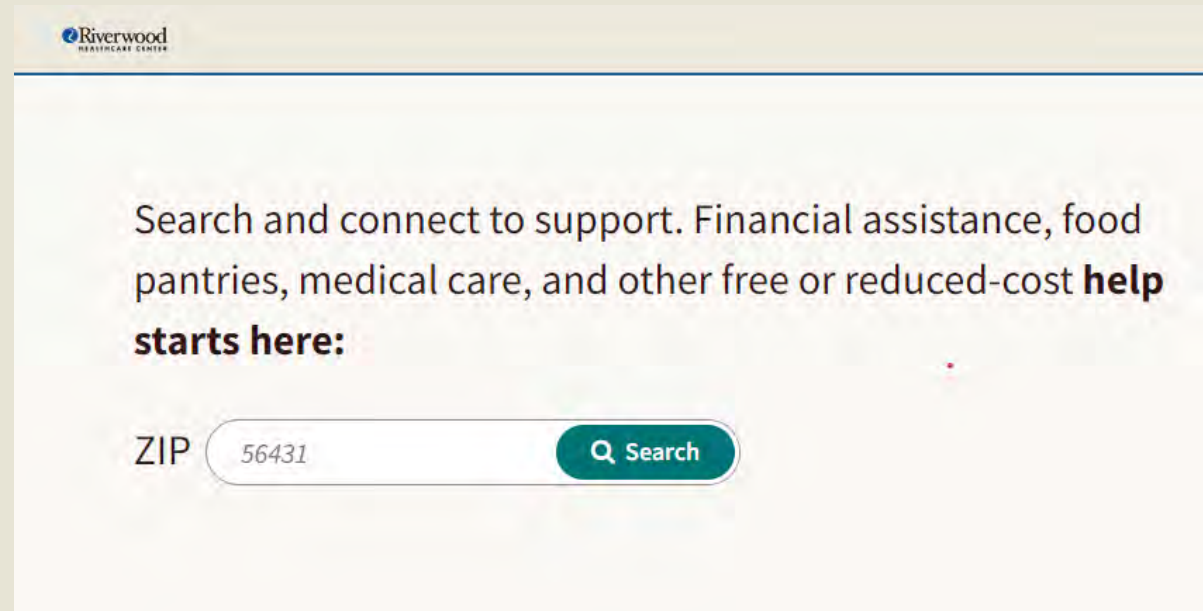 Riverwood
HEALTHCARE CENTER
Search and connect to support. Financial assistance, food
pantries, medical care, and other free or reduced-cost help
starts here:
ZIP 56431 Search